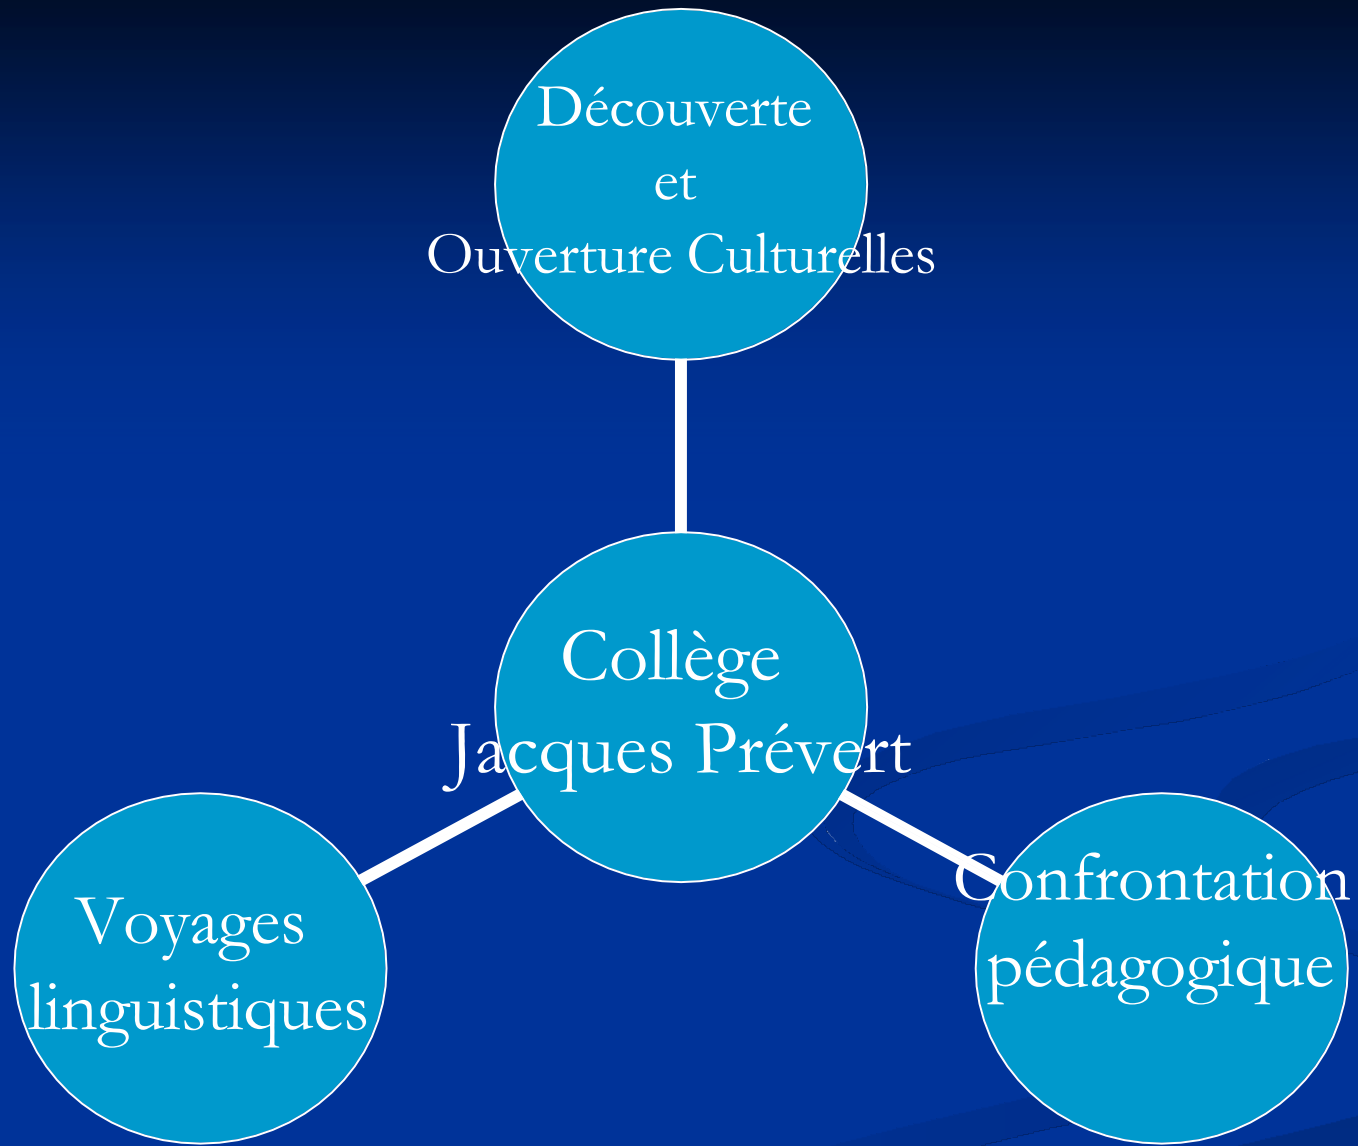 Découverte
et
Ouverture Culturelles
Collège
Jacques Prévert
Voyages
linguistiques
Confrontation
pédagogique